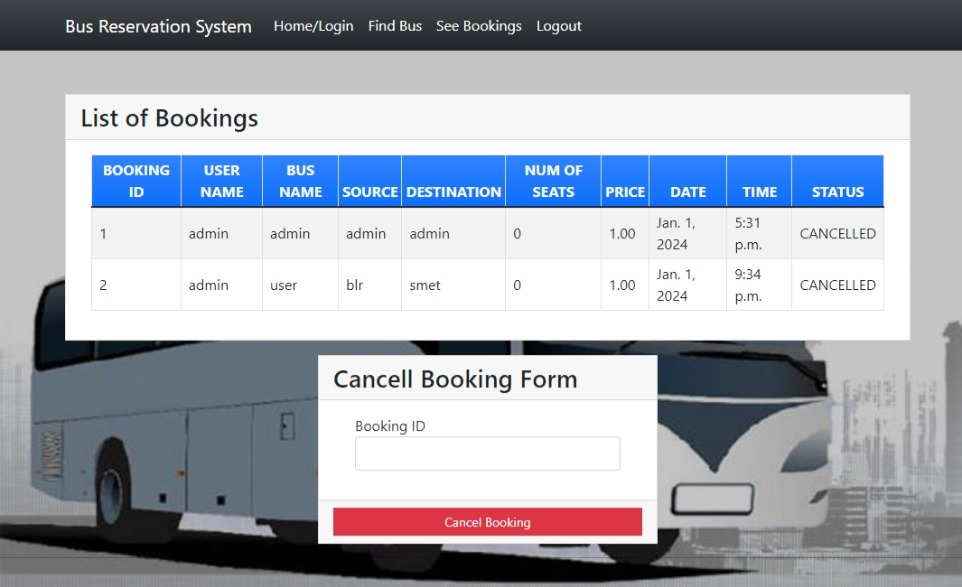 Bus Reservation System Home/Login Find Bus See Bookings Logout
List of Bookings
BOOKING ID USER NAME BUS NAME SOURCE DESTINATION NUM OF SEATS PRICE DATE TIME STATUS
1 admin admin admin admin 0 1.00 Jan. 1, 2024 5:31 p.m. CANCELLED
2 admin user blr smet 0 1.00 Jan. 1, 2024 9:34 p.m. CANCELLED
Cancell Booking Form
Booking ID
Cancel Booking